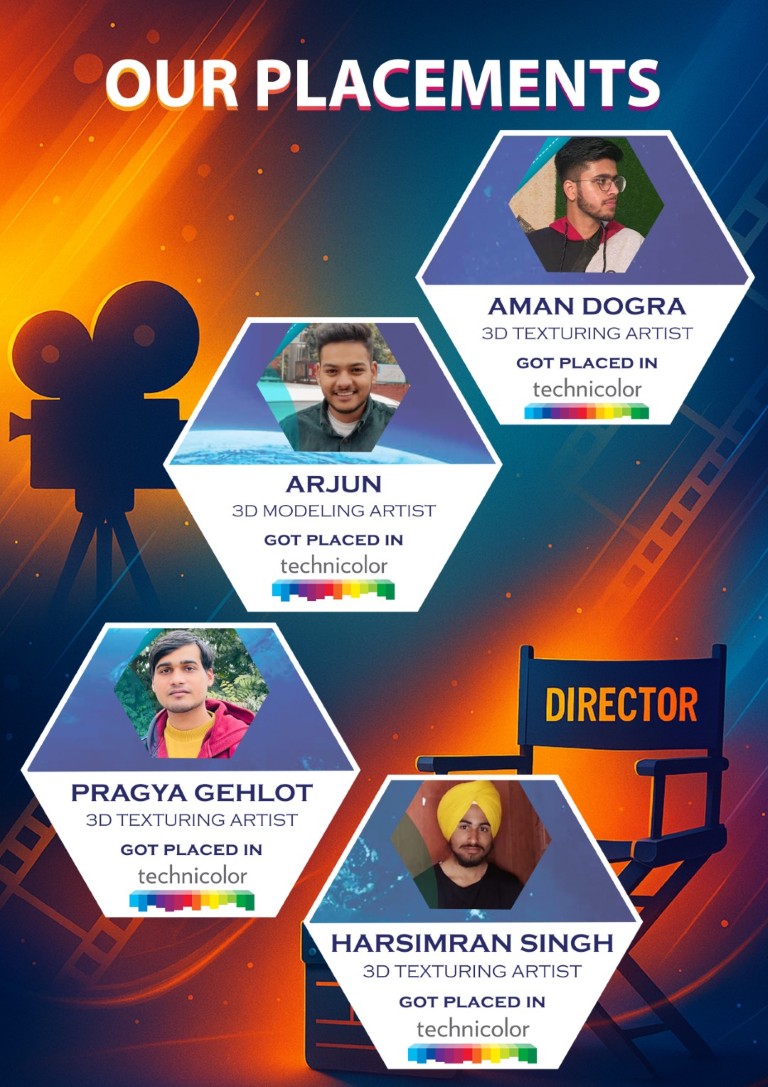 OUR PLACEMENTS
AMAN DOGRA
3D TEXTURING ARTIST
GOT PLACED IN
technicolor
ARJUN
3D MODELING ARTIST
GOT PLACED IN
technicolor
DIRECTOR
PRAGYA GEHLOT
3D TEXTURING ARTIST
GOT PLACED IN
technicolor
HARSIMRAN SINGH
3D TEXTURING ARTIST
GOT PLACED IN
technicolor